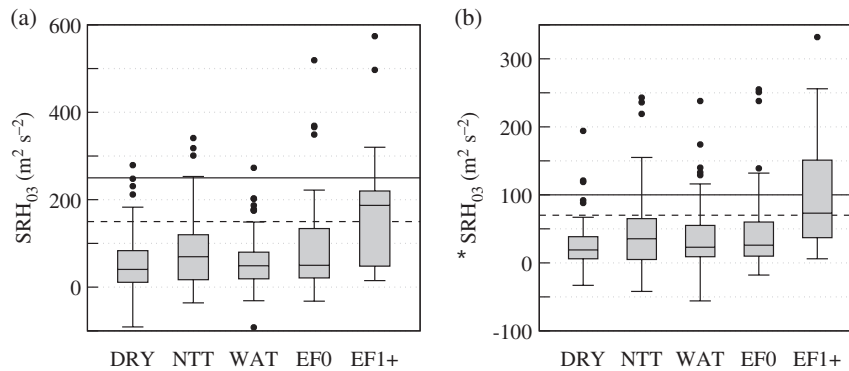 (a)
SRH03 (m² s⁻²)
600
400
200
0
DRY NTT WAT EF0 EF1+
(b)
* SRH03 (m² s⁻²)
300
200
100
0
-100
DRY NTT WAT EF0 EF1+